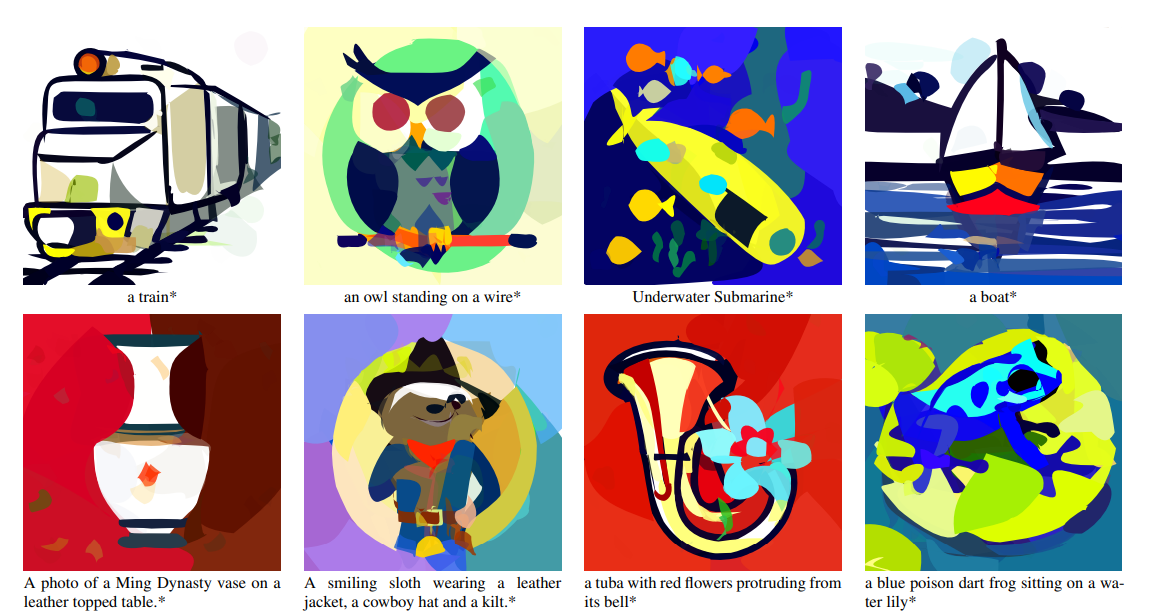 a train*
an owl standing on a wire*
Underwater Submarine*
a boat*
A photo of a Ming Dynasty vase on a
leather topped table.*
A smiling sloth wearing a leather
jacket, a cowboy hat and a kilt.*
a tuba with red flowers protruding from
its bell*
a blue poison dart frog sitting on a wa-
ter lily*